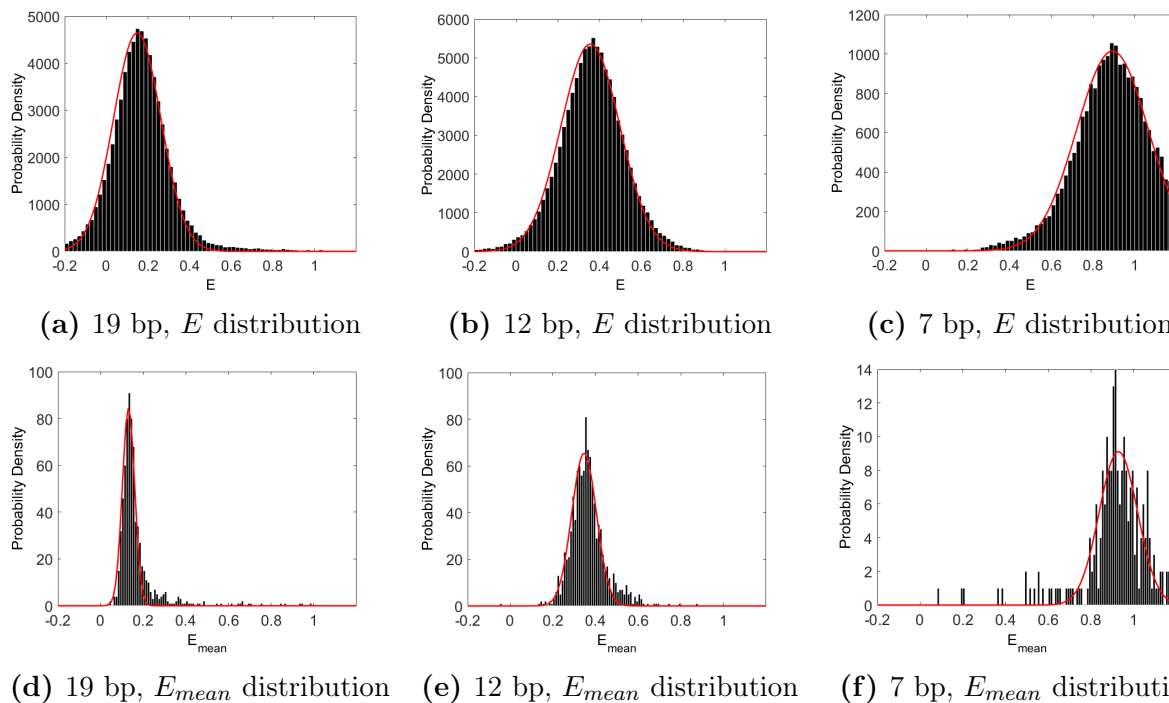 5000
4000
3000
2000
1000
0
Probability Density
-0.2 0 0.2 0.4 0.6 0.8 1
E
6000
5000
4000
3000
2000
1000
0
Probability Density
-0.2 0 0.2 0.4 0.6 0.8 1
E
1200
1000
800
600
400
200
0
Probability Density
-0.2 0 0.2 0.4 0.6 0.8 1
E
(a) 19 bp, E distribution
(b) 12 bp, E distribution
(c) 7 bp, E distribution
100
80
60
40
20
0
Probability Density
-0.2 0 0.2 0.4 0.6 0.8 1
E_mean
100
80
60
40
20
0
Probability Density
-0.2 0 0.2 0.4 0.6 0.8 1
E_mean
14
12
10
8
6
4
2
0
Probability Density
-0.2 0 0.2 0.4 0.6 0.8 1
E_mean
(d) 19 bp, E_mean distribution
(e) 12 bp, E_mean distribution
(f) 7 bp, E_mean distributi